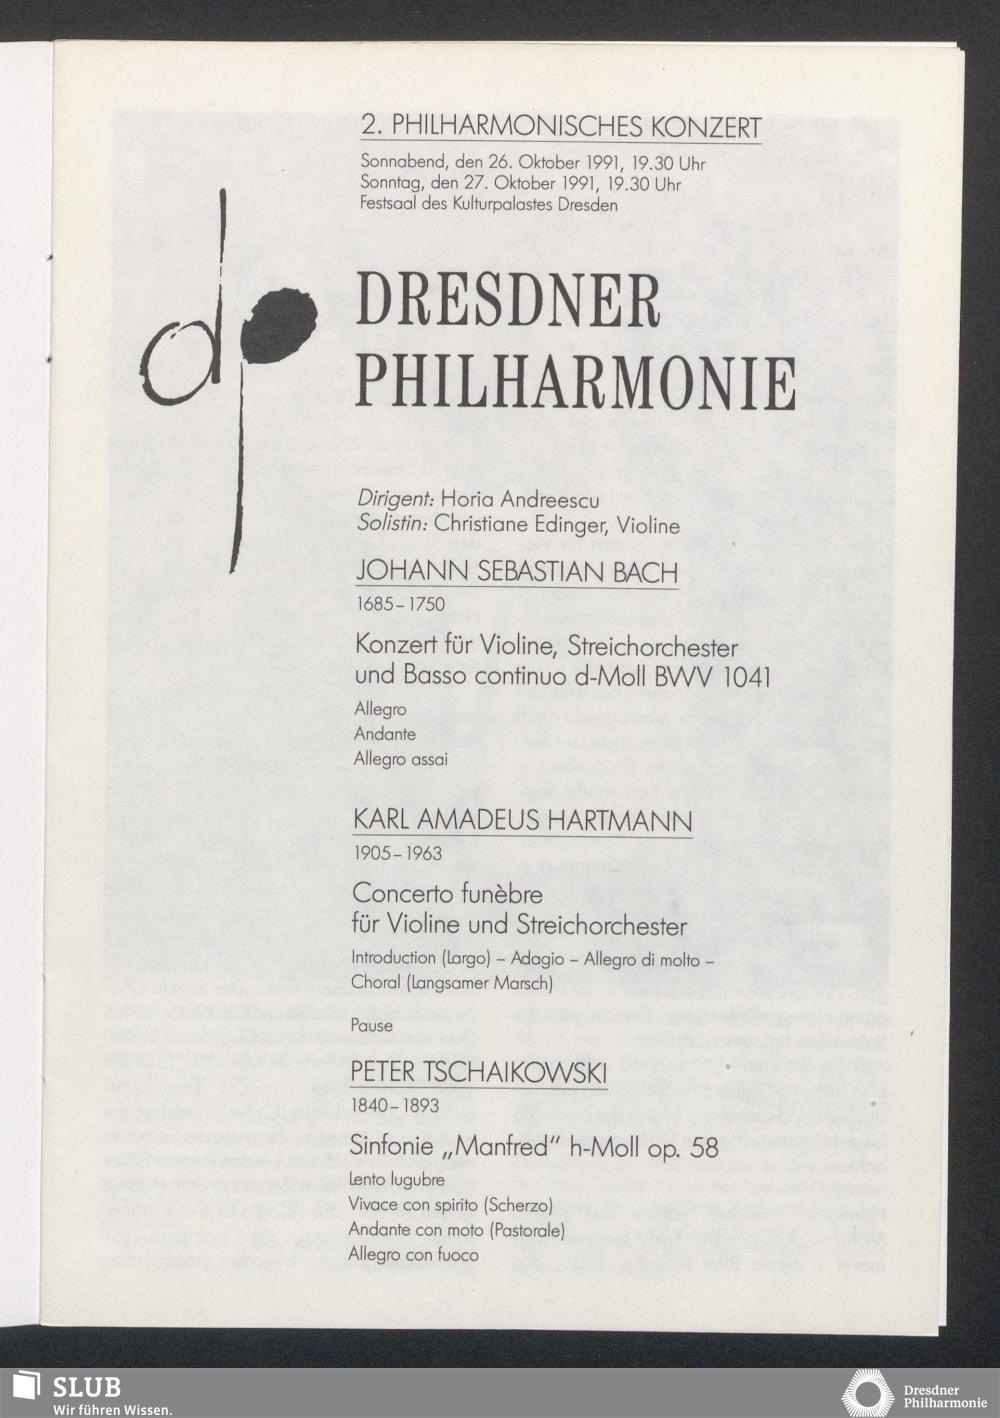 2. PHILHARMONISCHES KONZERT
Sonnabend, den 26. Oktober 1991, 19.30 Uhr
Sonntag, den 27. Oktober 1991, 19.30 Uhr
Festsaal des Kulturpalastes Dresden
dp
DRESDNER
PHILHARMONIE
Dirigent: Horia Andreescu
Solistin: Christiane Edinger, Violine
JOHANN SEBASTIAN BACH
1685–1750
Konzert für Violine, Streichorchester
und Basso continuo d-Moll BWV 1041
Allegro
Andante
Allegro assai
KARL AMADEUS HARTMANN
1905–1963
Concerto funèbre
für Violine und Streichorchester
Introduction (Largo) – Adagio – Allegro di molto –
Choral (Langsamer Marsch)
Pause
PETER TSCHAIKOWSKI
1840–1893
Sinfonie „Manfred“ h-Moll op. 58
Lento lugubre
Vivace con spirito (Scherzo)
Andante con moto (Pastorale)
Allegro con fuoco
SLUB
Wir führen Wissen.
Dresdner
Philharmonie